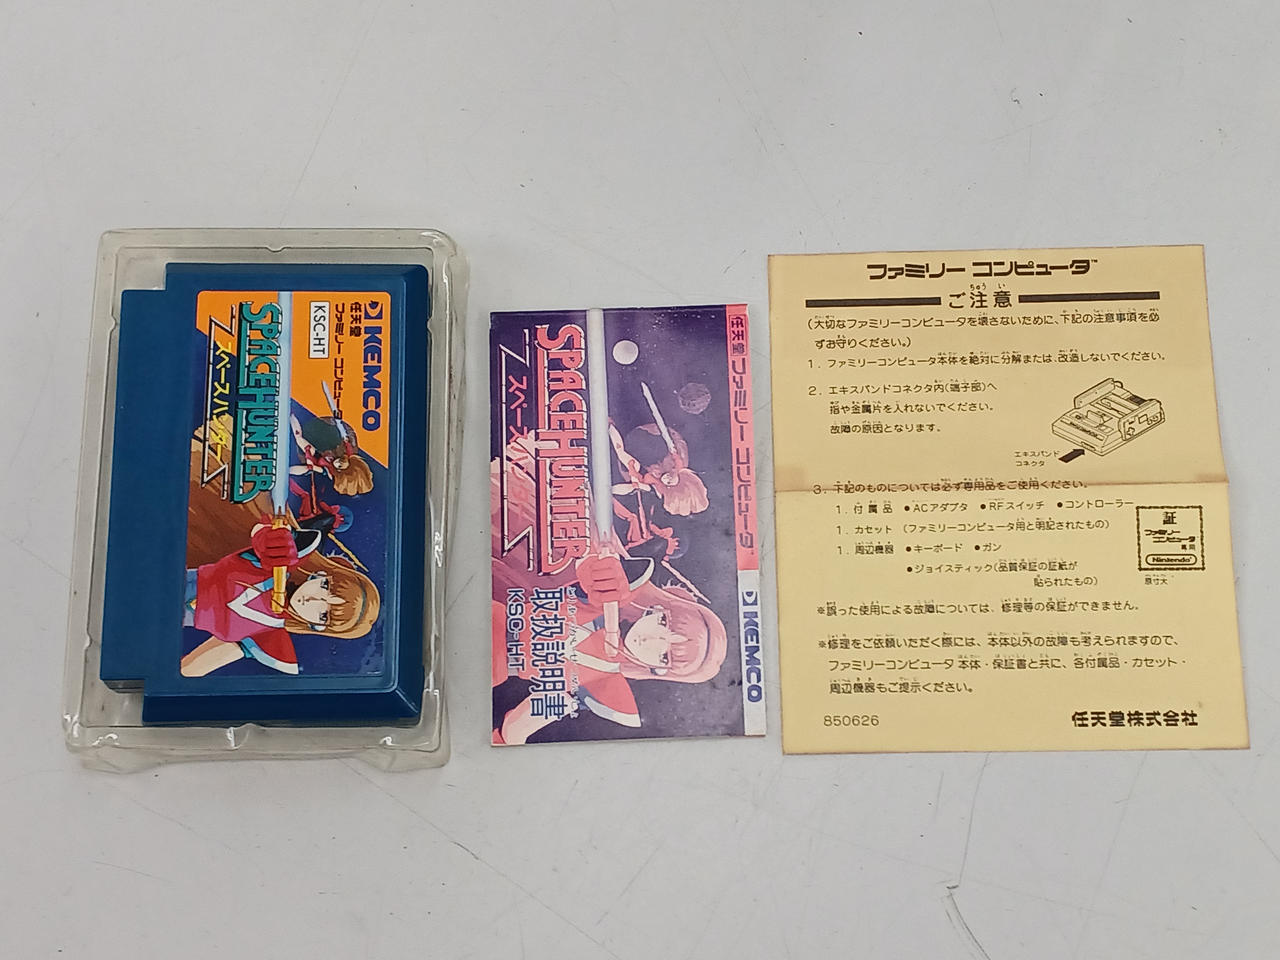 KEMCO
任天堂
ファミリーコンピュータ
KSC-HT
SPACE HUNTER
スペースハンター
任天堂 ファミリーコンピュータ
KEMCO
SPACE HUNTER
スペースハンター
取扱説明書
KSC-HT
ファミリー コンピュータ™
ご注意
(大切なファミリーコンピュータを壊さないために、下記の注意事項を必
ずお守りください。)
1. ファミリーコンピュータ本体を絶対に分解または、改造しないでください。
2. エキスパンドコネクタ内(端子部)へ
指や金属片を入れないでください。
故障の原因となります。
エキスパンド
コネクタ
3. 下記のものについては必ず専用品をご使用ください。
1. 付属品 ●ACアダプタ ●RFスイッチ ●コントローラー
1. カセット (ファミリーコンピュータ用と明記されたもの)
1. 周辺機器 ●キーボード ●ガン
●ジョイスティック(品質保証の証紙が
貼られたもの)
証
ファミリー
コンピュータ
専用
Nintendo
原寸大
※誤った使用による故障については、修理等の保証ができません。
※修理をご依頼いただく際には、本体以外の故障も考えられますので、
ファミリーコンピュータ本体・保証書と共に、各付属品・カセット・
周辺機器もご提示ください。
850626
任天堂株式会社